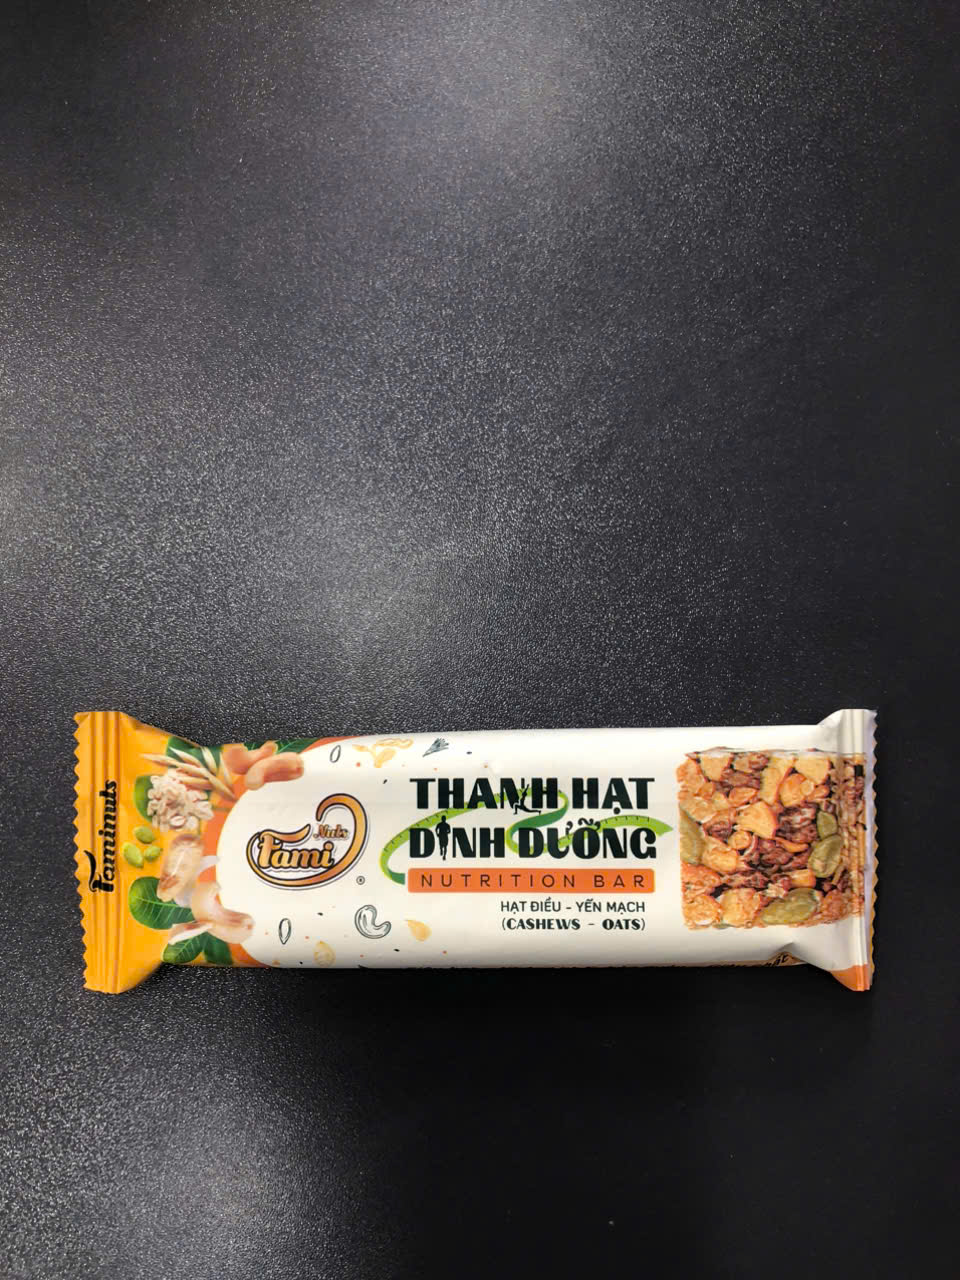 Faminuts
Nuts
Fami
®
THANH HẠT
DINH DƯỠNG
NUTRITION BAR
HẠT ĐIỀU - YẾN MẠCH
(CASHEWS - OATS)